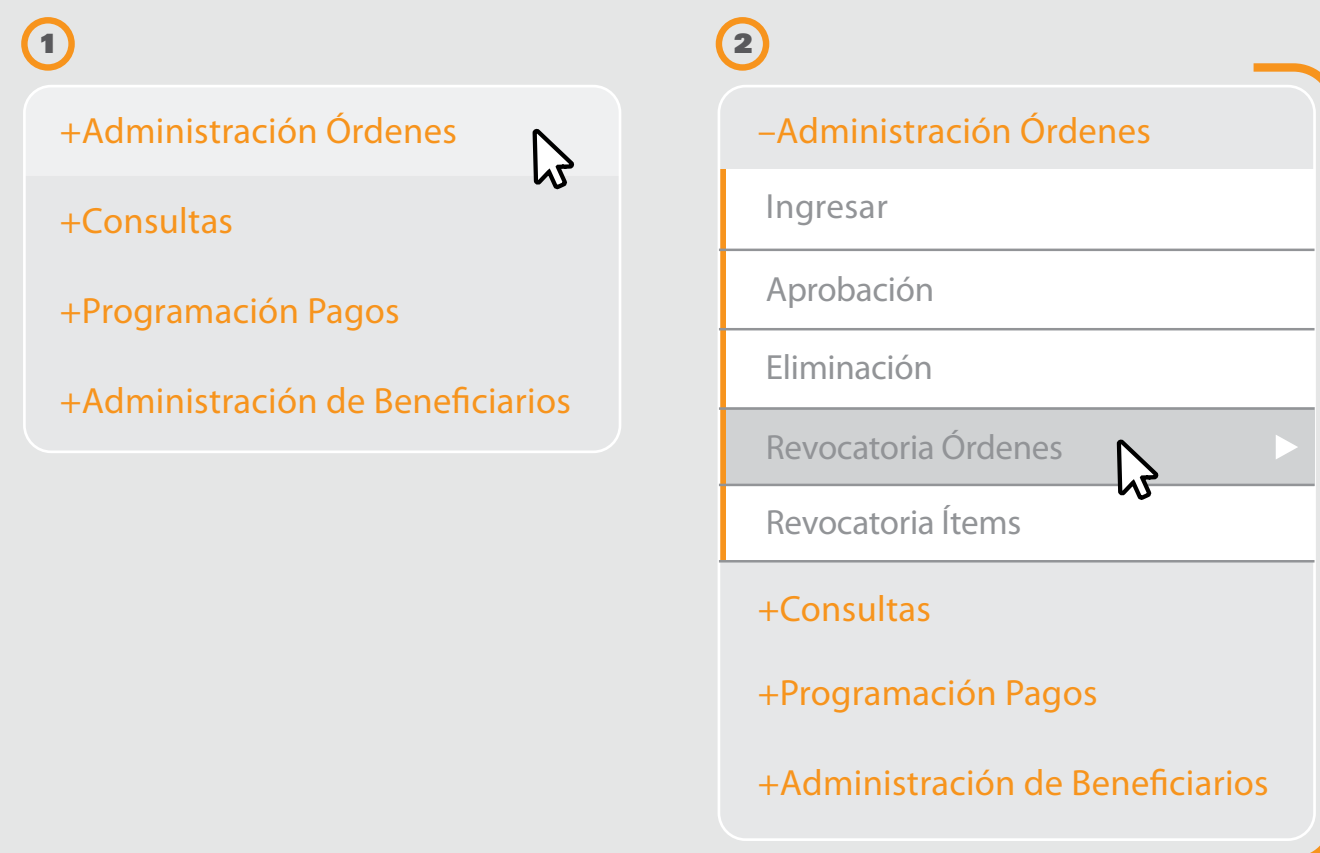 1
+Administración Órdenes
+Consultas
+Programación Pagos
+Administración de Beneficiarios
2
–Administración Órdenes
Ingresar
Aprobación
Eliminación
Revocatoria Órdenes
Revocatoria Ítems
+Consultas
+Programación Pagos
+Administración de Beneficiarios